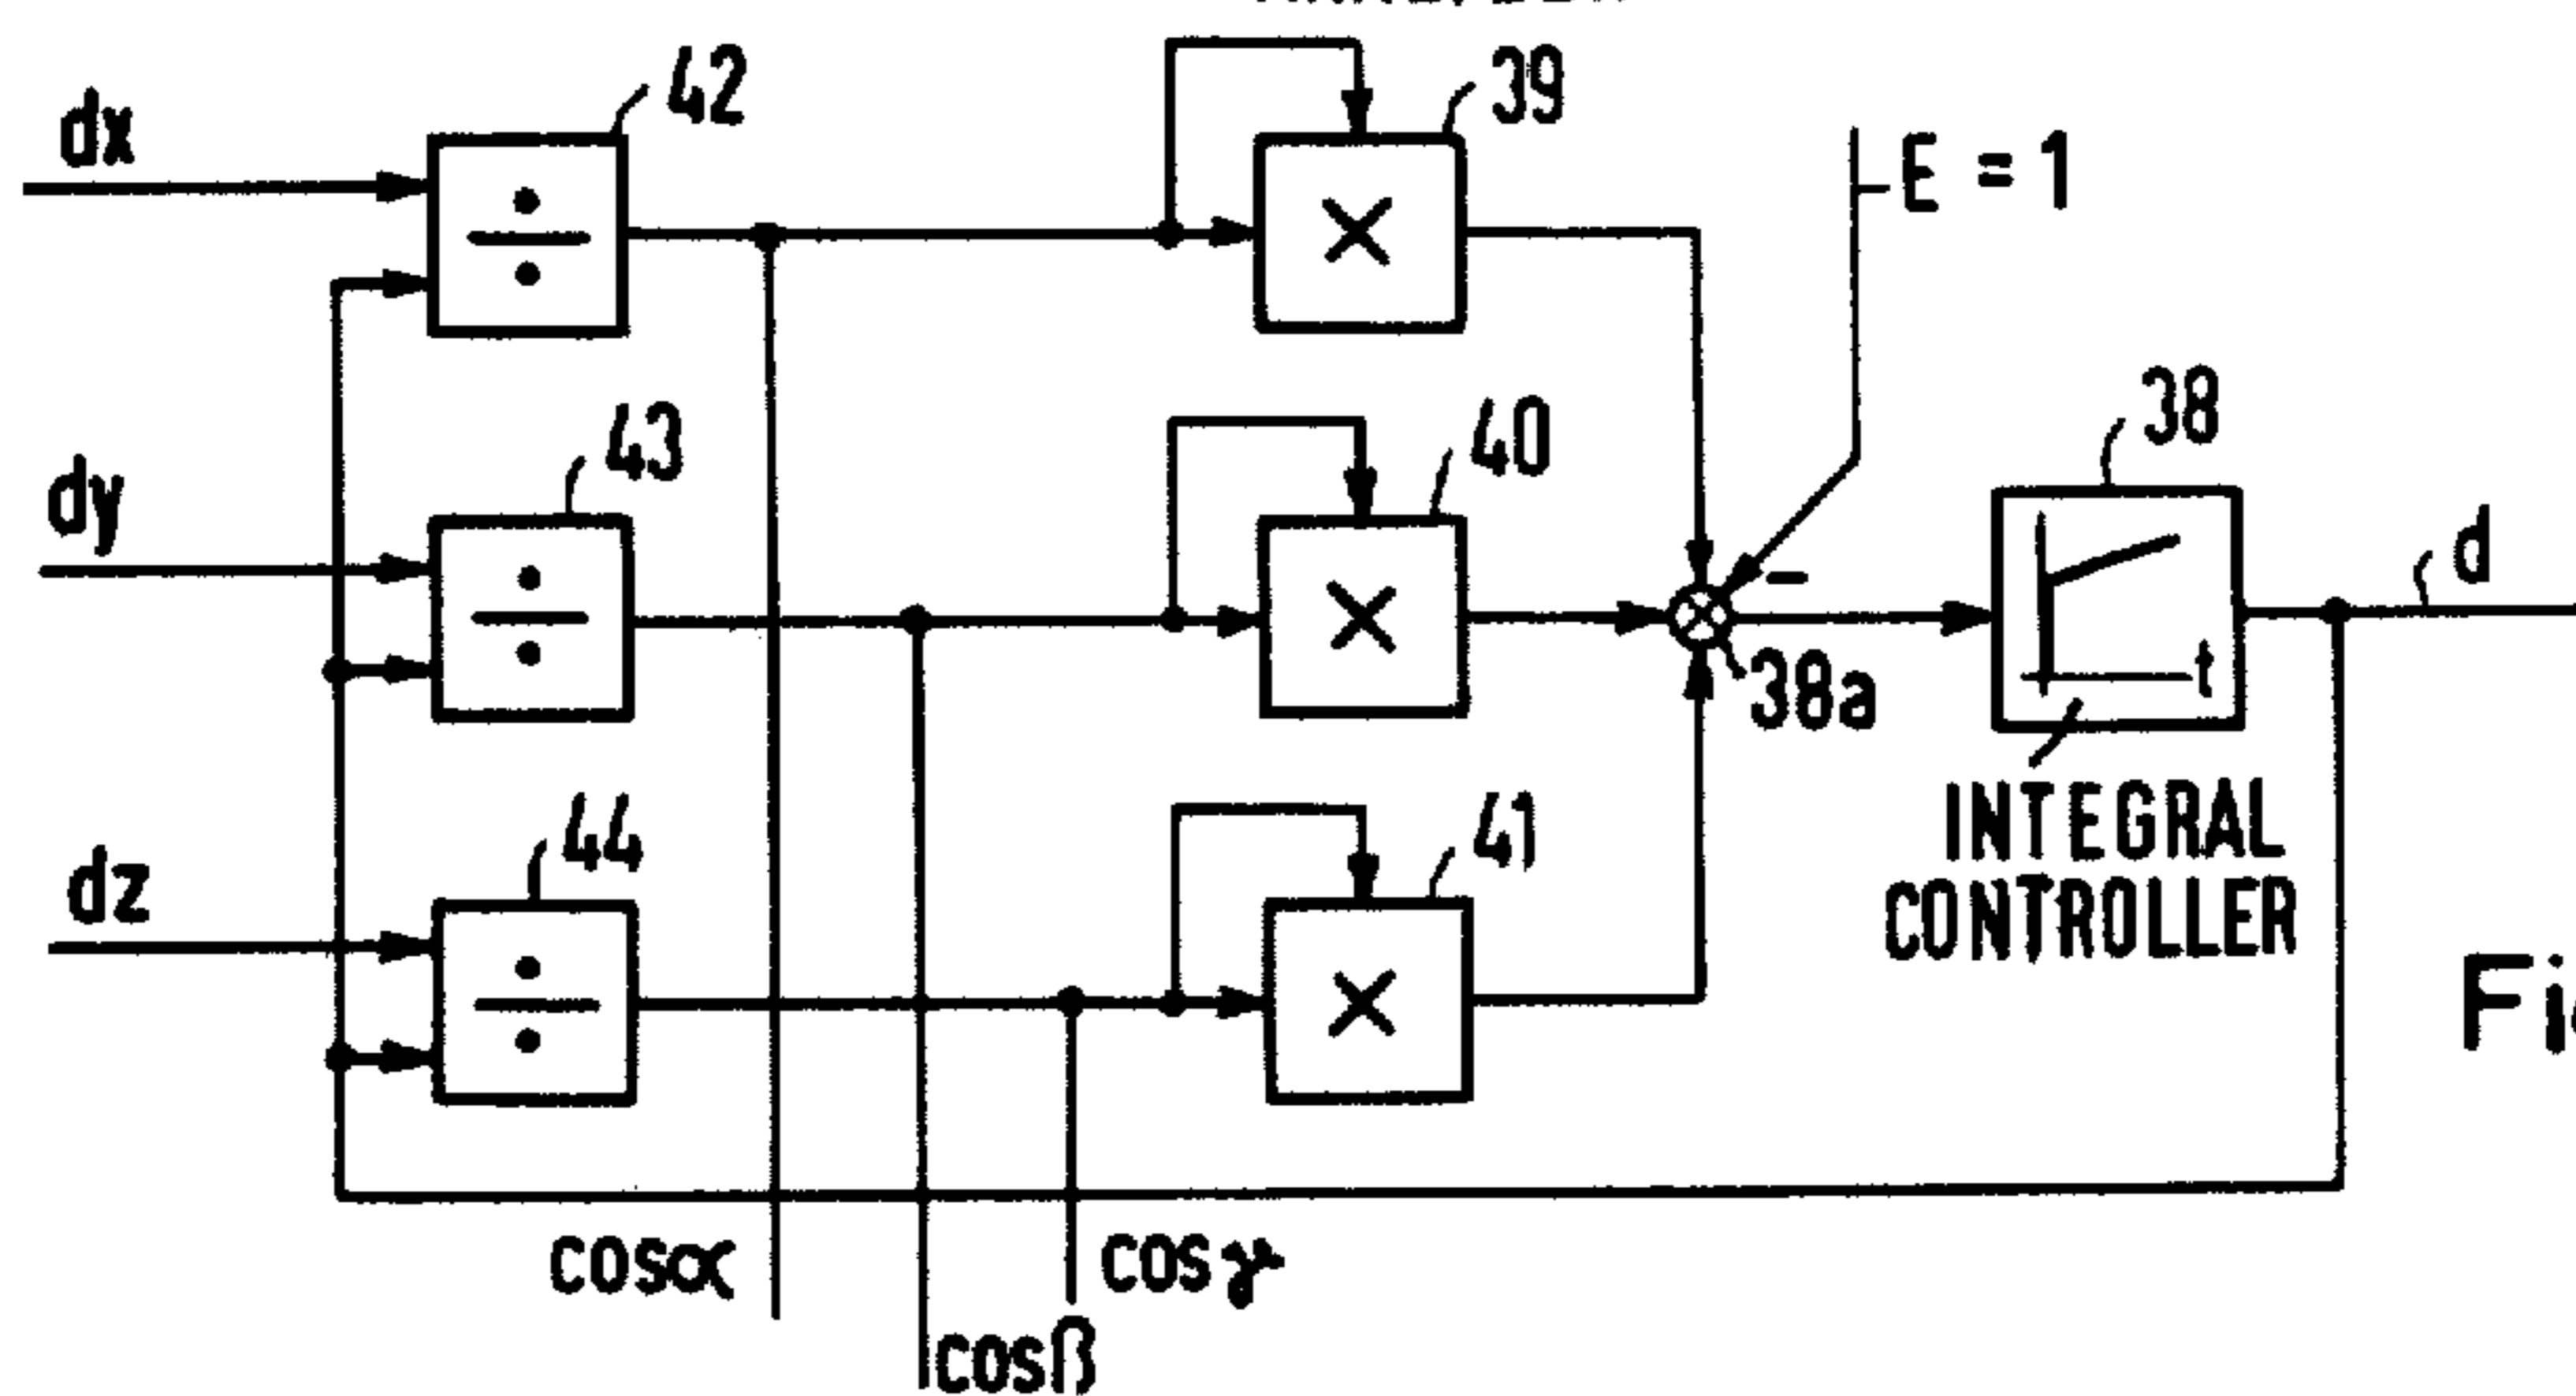 dx
42
39
E = 1
dy
43
40
38
d
38a
t
dz
44
41
INTEGRAL
CONTROLLER
cosα
cosγ
cosβ